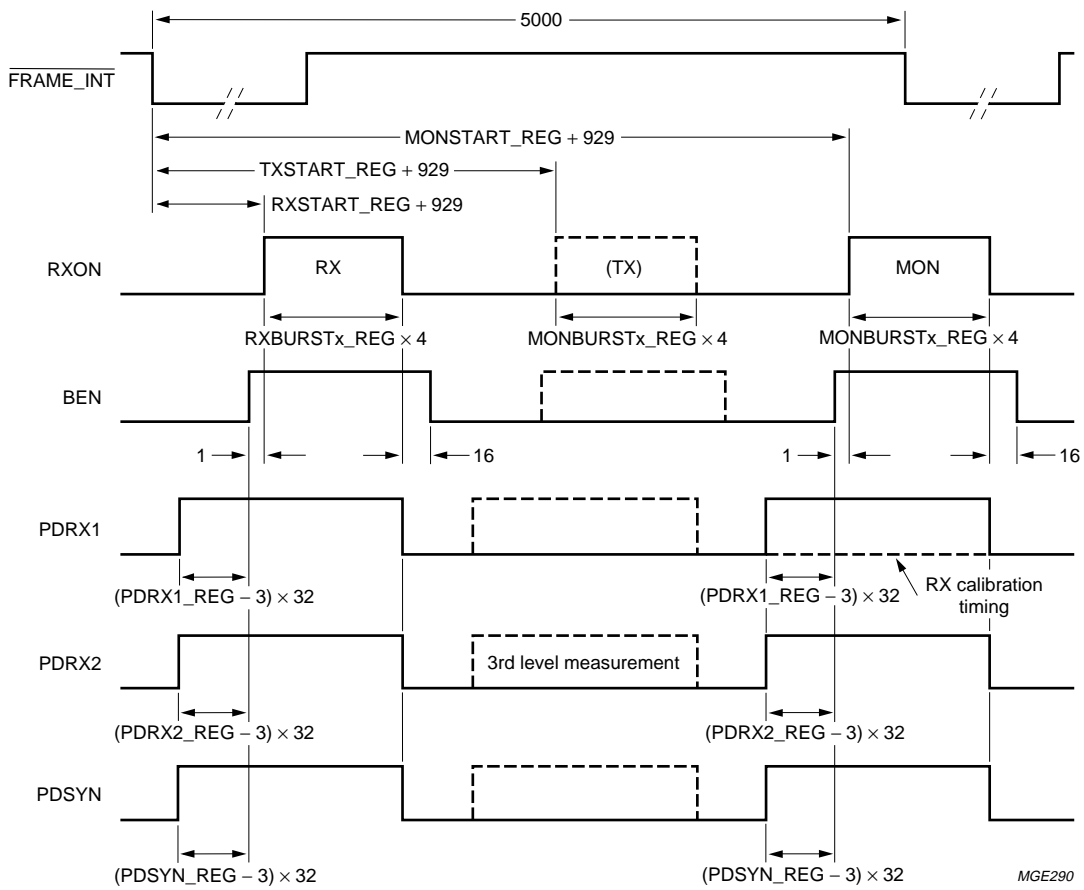 5000
FRAME_INT
MONSTART_REG + 929
TXSTART_REG + 929
RXSTART_REG + 929
RXON
RX
(TX)
MON
RXBURSTx_REG × 4
MONBURSTx_REG × 4
MONBURSTx_REG × 4
BEN
1
16
1
16
PDRX1
(PDRX1_REG − 3) × 32
(PDRX1_REG − 3) × 32
RX calibration
timing
PDRX2
3rd level measurement
(PDRX2_REG − 3) × 32
(PDRX2_REG − 3) × 32
PDSYN
(PDSYN_REG − 3) × 32
(PDSYN_REG − 3) × 32
MGE290